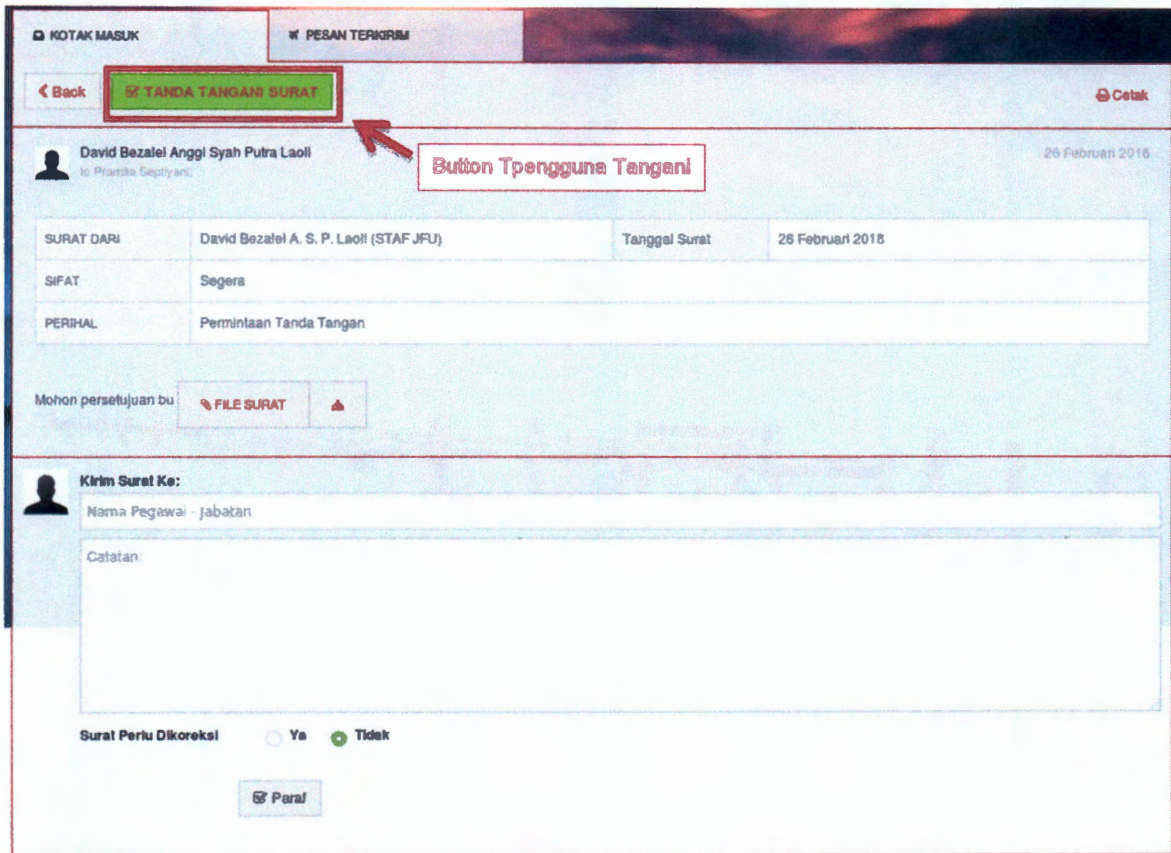 KOTAK MASUK PESAN TERKIRIM
Back TANDA TANGANI SURAT Cetak
David Bezalel Anggi Syah Putra Laoli 26 Februari 2018
to Pramita Septiyani;
Button Tpengguna Tangani
SURAT DARI David Bezalel A. S. P. Laoli (STAF JFU) Tanggal Surat 26 Februari 2018
SIFAT Segera
PERIHAL Permintaan Tanda Tangan
Mohon persetujuan bu FILE SURAT
Kirim Surat Ke:
Nama Pegawai - Jabatan
Catatan:
Surat Perlu Dikoreksi Ya Tidak
Paraf